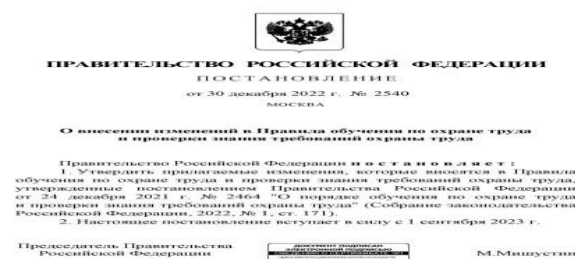 ПРАВИТЕЛЬСТВО РОССИЙСКОЙ ФЕДЕРАЦИИ
ПОСТАНОВЛЕНИЕ
от 30 декабря 2022 г. № 2540
МОСКВА
О внесении изменений в Правила обучения по охране труда
и проверки знания требований охраны труда
Правительство Российской Федерации постановляет:
1. Утвердить прилагаемые изменения, которые вносятся в Правила
обучения по охране труда и проверки знания требований охраны труда,
утвержденные постановлением Правительства Российской Федерации
от 24 декабря 2021 г. № 2464 "О порядке обучения по охране труда
и проверки знания требований охраны труда" (Собрание законодательства
Российской Федерации, 2022, № 1, ст. 171).
2. Настоящее постановление вступает в силу с 1 сентября 2023 г.
Председатель Правительства
Российской Федерации
ДОКУМЕНТ ПОДПИСАН
ЭЛЕКТРОННОЙ ПОДПИСЬЮ
М.Мишустин